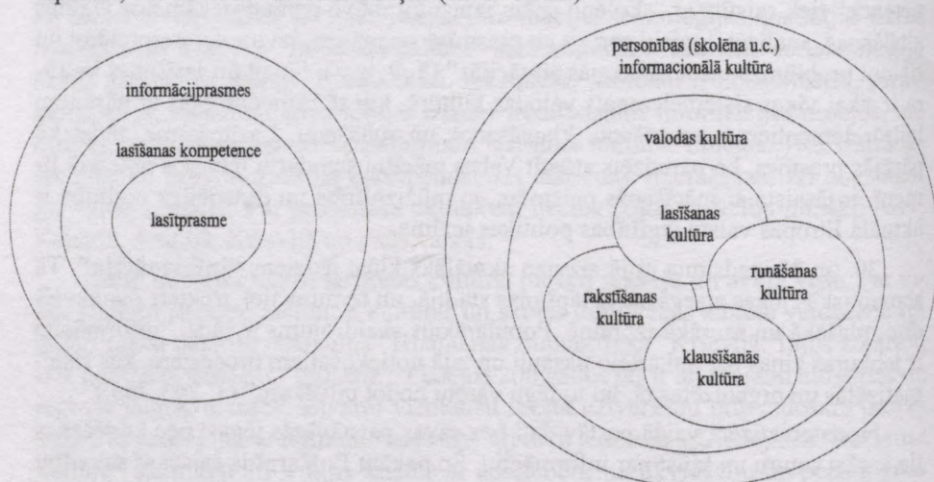 informācijprasmes
lasīšanas kompetence
lasītprasme
personības (skolēna u.c.)
informacionālā kultūra
valodas kultūra
lasīšanas
kultūra
rakstīšanas
kultūra
runāšanas
kultūra
klausīšanās
kultūra